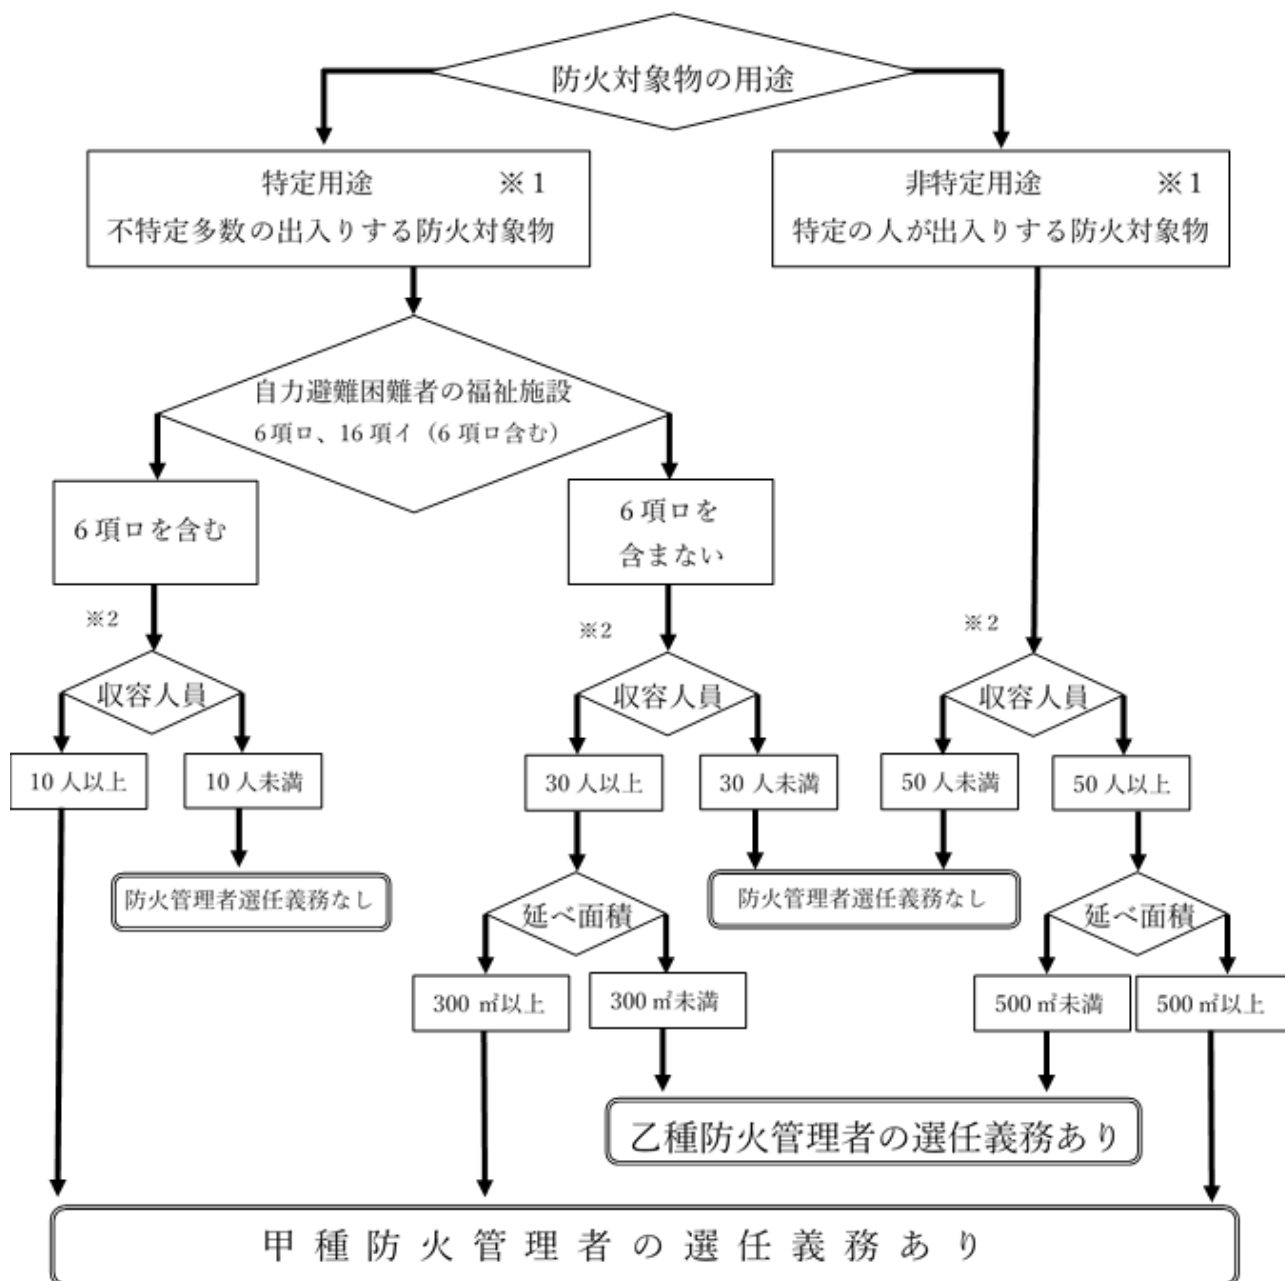 防火対象物の用途
特定用途 ※1
不特定多数の出入りする防火対象物
非特定用途 ※1
特定の人が出入りする防火対象物
自力避難困難者の福祉施設
6項ロ、16項イ（6項ロ含む）
6項ロを含む
6項ロを
含まない
※2
※2
※2
収容人員
収容人員
収容人員
10人以上
10人未満
30人以上
30人未満
50人未満
50人以上
防火管理者選任義務なし
防火管理者選任義務なし
延べ面積
延べ面積
300㎡以上
300㎡未満
500㎡未満
500㎡以上
乙種防火管理者の選任義務あり
甲種防火管理者の選任義務あり